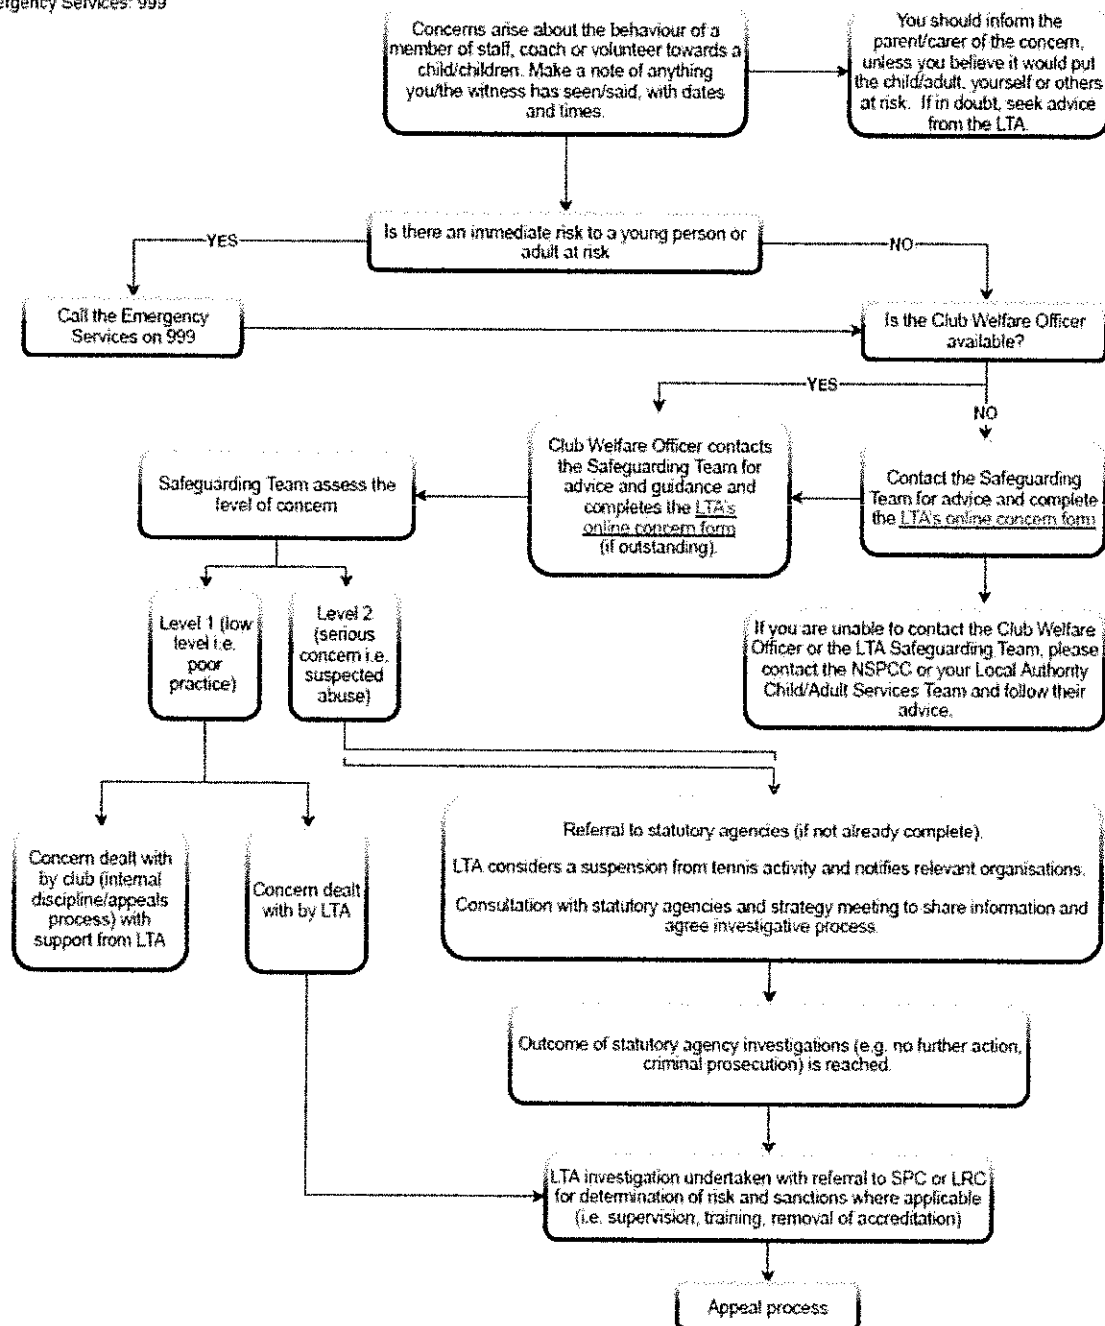 ergency Services: 999
Concerns arise about the behaviour of a
member of staff, coach or volunteer towards a
child/children. Make a note of anything
you/the witness has seen/said, with dates
and times.
You should inform the
parent/carer of the concern,
unless you believe it would put
the child/adult, yourself or others
at risk. If in doubt, seek advice
from the LTA.
Is there an immediate risk to a young person or
adult at risk
YES
NO
Call the Emergency
Services on 999
Is the Club Welfare Officer
available?
YES
NO
Club Welfare Officer contacts
the Safeguarding Team for
advice and guidance and
completes the LTA's
online concern form
(if outstanding).
Contact the Safeguarding
Team for advice and complete
the LTA's online concern form
Safeguarding Team assess the
level of concern
Level 1 (low
level i.e.
poor
practice)
Level 2
(serious
concern i.e.
suspected
abuse)
If you are unable to contact the Club Welfare
Officer or the LTA Safeguarding Team, please
contact the NSPCC or your Local Authority
Child/Adult Services Team and follow their
advice.
Concern dealt with
by club (internal
discipline/appeals
process) with
support from LTA
Concern dealt
with by LTA
Referral to statutory agencies (if not already complete).
LTA considers a suspension from tennis activity and notifies relevant organisations.
Consultation with statutory agencies and strategy meeting to share information and
agree investigative process.
Outcome of statutory agency investigations (e.g. no further action,
criminal prosecution) is reached.
LTA investigation undertaken with referral to SPC or LRC
for determination of risk and sanctions where applicable
(i.e. supervision, training, removal of accreditation)
Appeal process